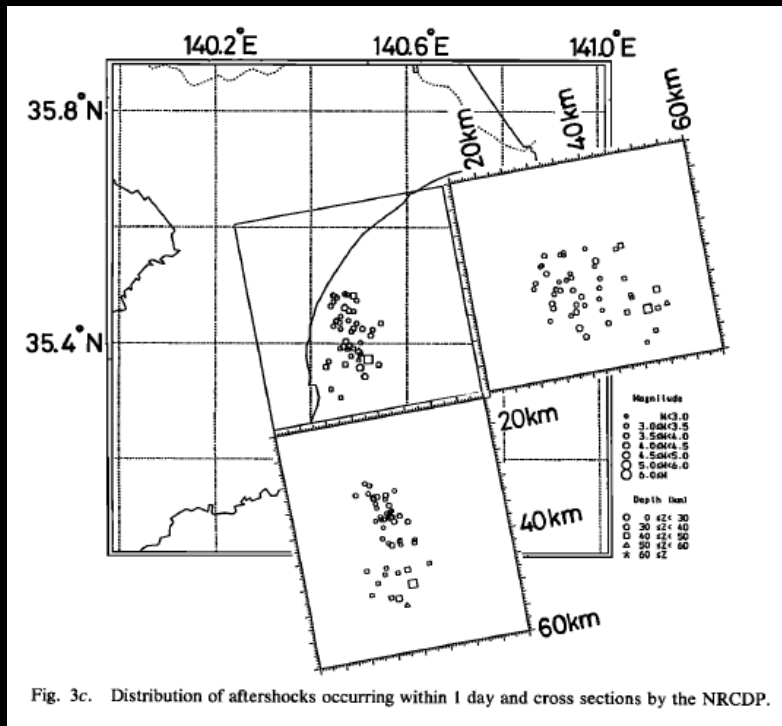 140.2°E 140.6°E 141.0°E
35.8°N
20km 40km 60km
35.4°N
20km
40km
60km
Magnitude
M<3.0
3.0≤M<3.5
3.5≤M<4.0
4.0≤M<4.5
4.5≤M<5.0
5.0≤M<6.0
6.0≤M
Depth (km)
0 ≤Z< 30
30 ≤Z< 40
40 ≤Z< 50
50 ≤Z< 60
60 ≤Z
Fig. 3c. Distribution of aftershocks occurring within 1 day and cross sections by the NRCDP.